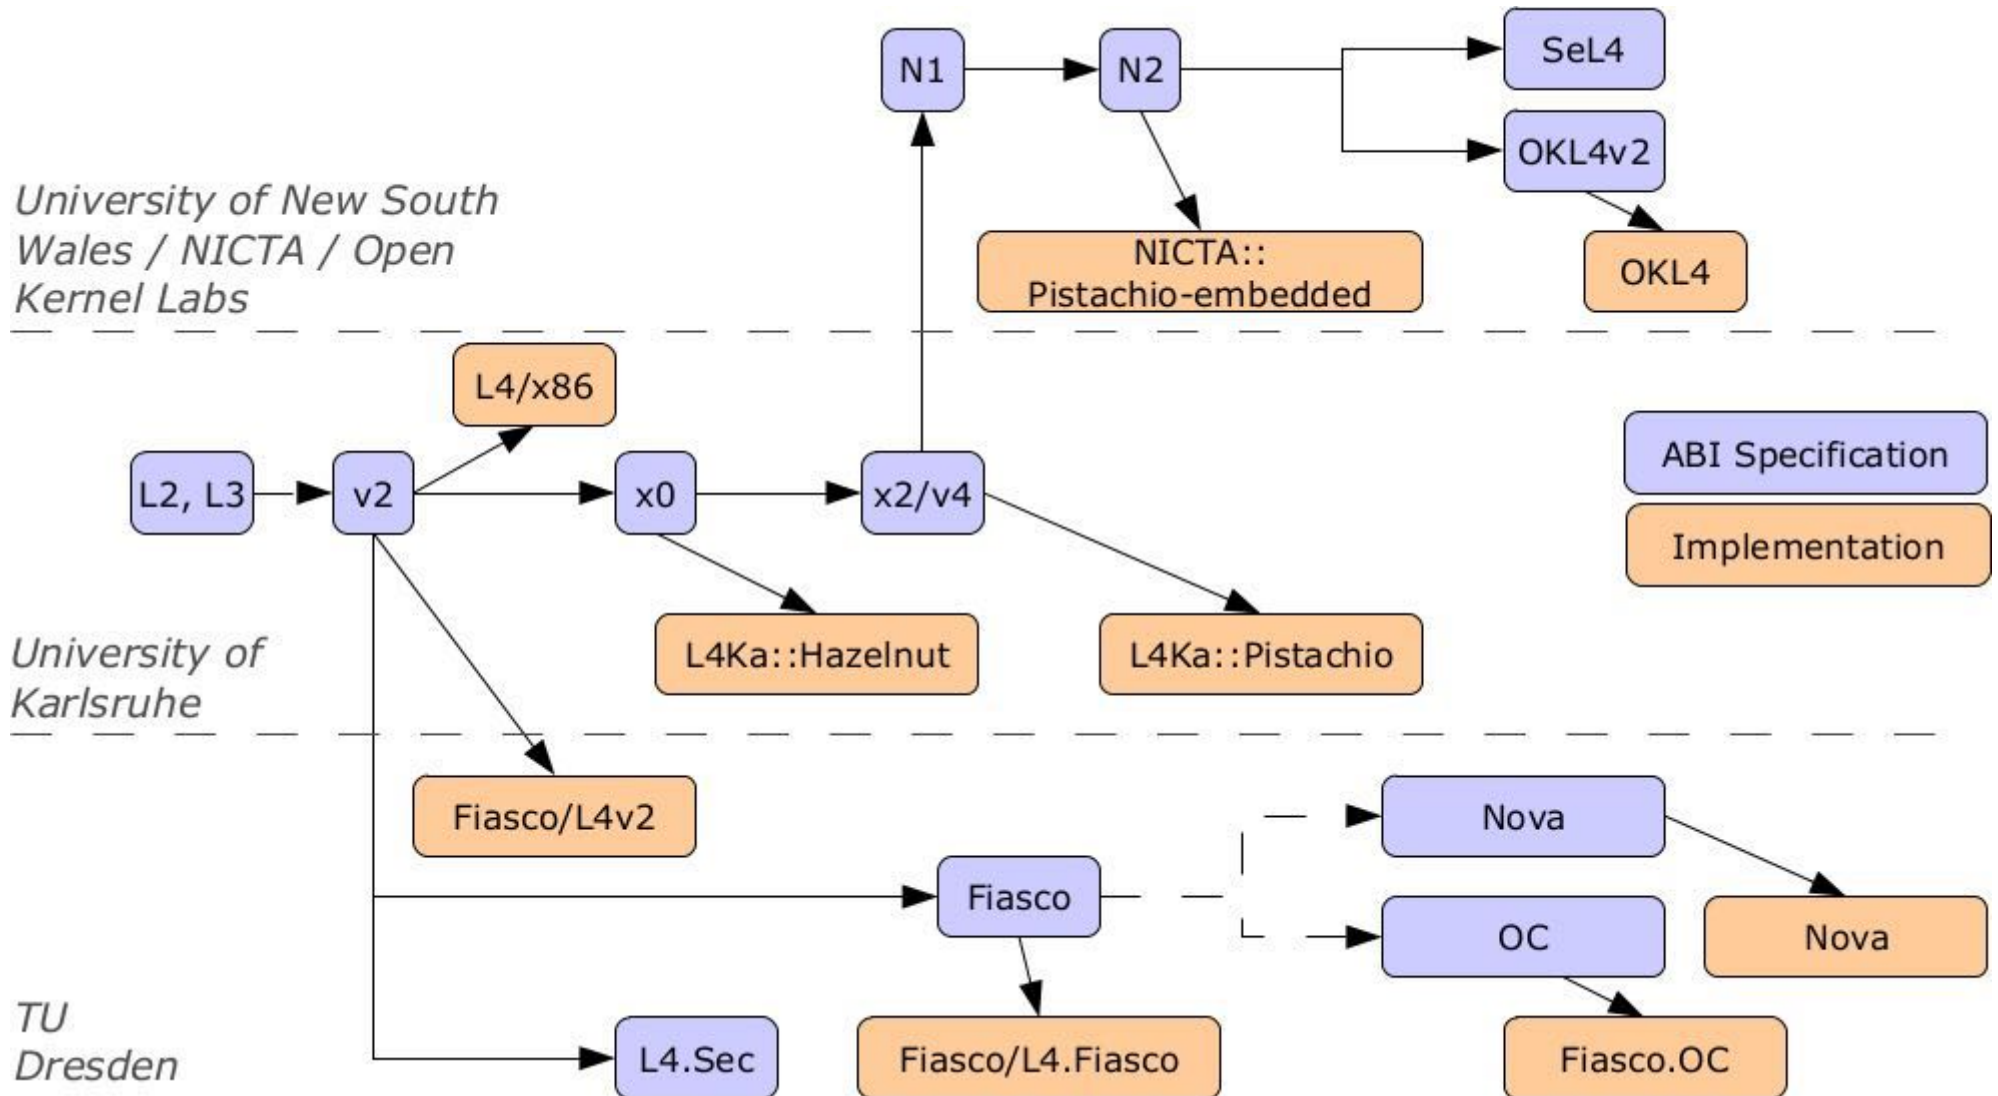 N1
N2
SeL4
OKL4v2
University of New South
Wales / NICTA / Open
Kernel Labs
NICTA::
Pistachio-embedded
OKL4
L4/x86
ABI Specification
L2, L3
v2
x0
x2/v4
Implementation
University of
Karlsruhe
L4Ka::Hazelnut
L4Ka::Pistachio
Fiasco/L4v2
Nova
Fiasco
OC
Nova
TU
Dresden
L4.Sec
Fiasco/L4.Fiasco
Fiasco.OC